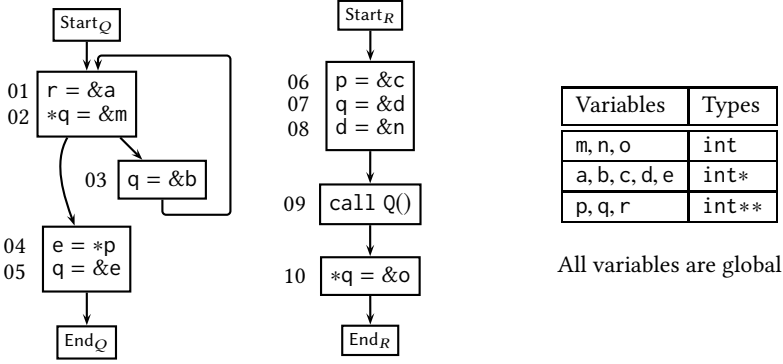 Start_Q
01 r = &a
02 *q = &m
03 q = &b
04 e = *p
05 q = &e
End_Q
Start_R
06 p = &c
07 q = &d
08 d = &n
09 call Q()
10 *q = &o
End_R
Variables Types
m, n, o int
a, b, c, d, e int*
p, q, r int**
All variables are global